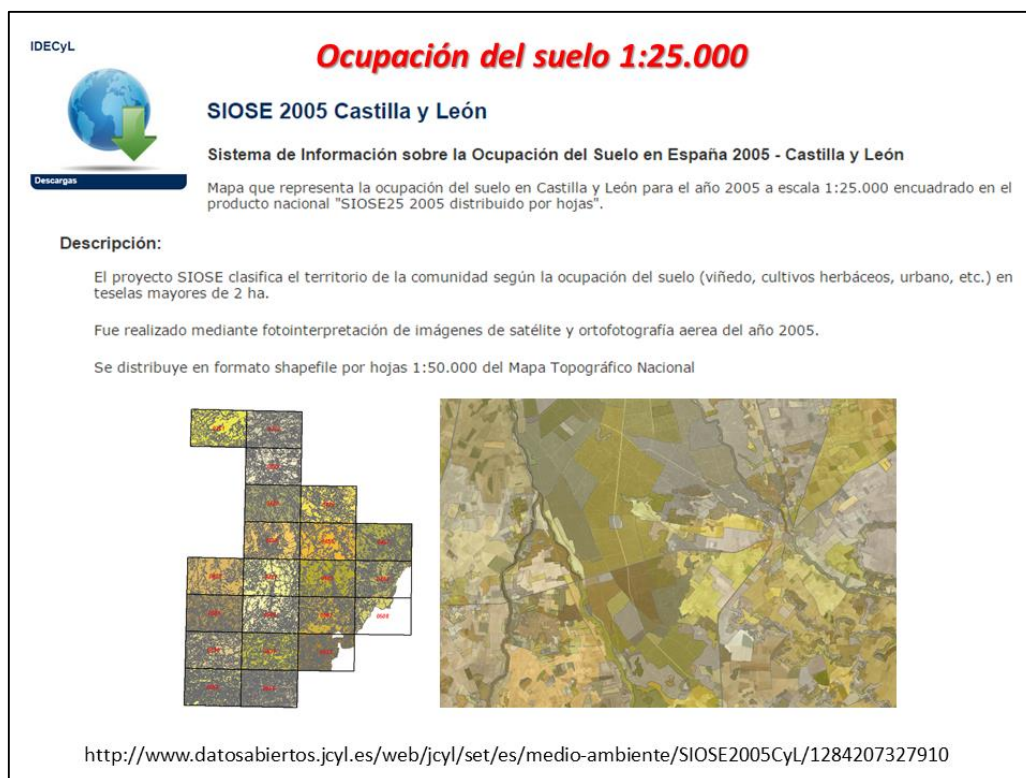 IDECyL
Ocupación del suelo 1:25.000
Descargas
SIOSE 2005 Castilla y León
Sistema de Información sobre la Ocupación del Suelo en España 2005 - Castilla y León
Mapa que representa la ocupación del suelo en Castilla y León para el año 2005 a escala 1:25.000 encuadrado en el
producto nacional "SIOSE25 2005 distribuido por hojas".
Descripción:
El proyecto SIOSE clasifica el territorio de la comunidad según la ocupación del suelo (viñedo, cultivos herbáceos, urbano, etc.) en
teselas mayores de 2 ha.
Fue realizado mediante fotointerpretación de imágenes de satélite y ortofotografía aerea del año 2005.
Se distribuye en formato shapefile por hojas 1:50.000 del Mapa Topográfico Nacional
http://www.datosabiertos.jcyl.es/web/jcyl/set/es/medio-ambiente/SIOSE2005CyL/1284207327910